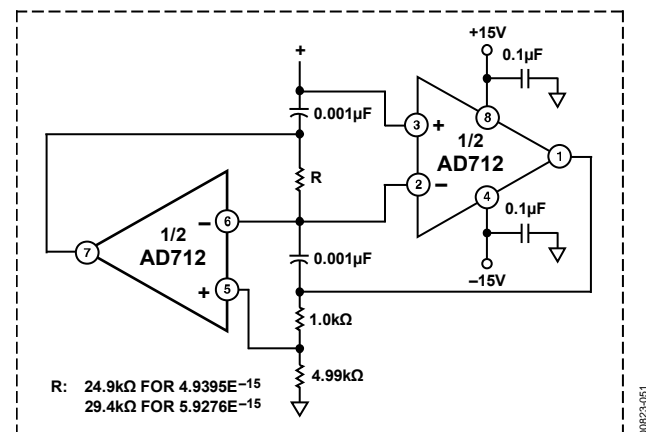 +
+15V
0.1µF
0.001µF
3
+
8
1/2
AD712
1
2
−
4
R
0.1µF
1/2
AD712
−
6
7
+
5
0.001µF
−15V
1.0kΩ
4.99kΩ
R: 24.9kΩ FOR 4.9395E−15
29.4kΩ FOR 5.9276E−15
00823-051